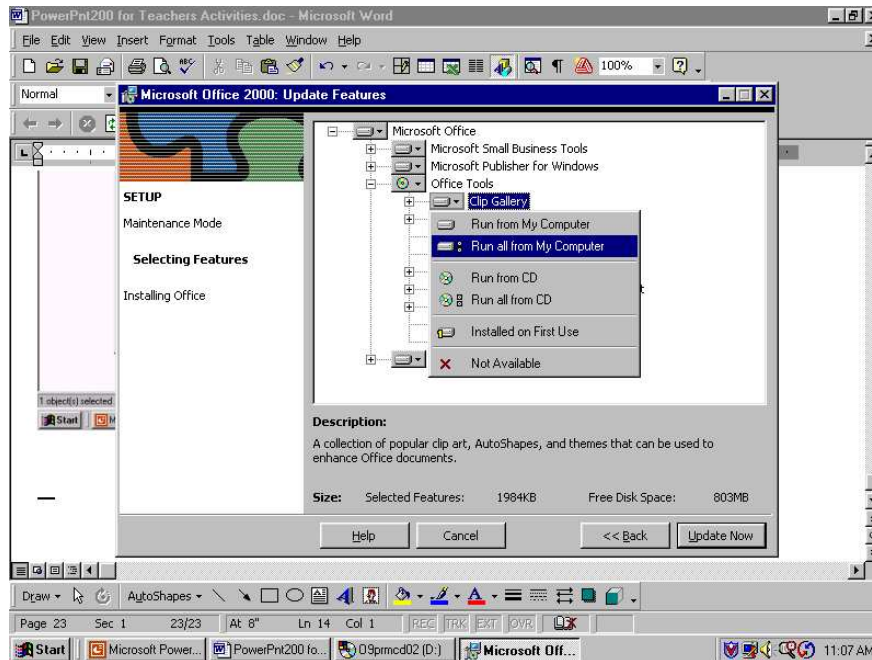 PowerPnt200 for Teachers Activities.doc - Microsoft Word
File Edit View Insert Format Tools Table Window Help
100%
Normal
Microsoft Office 2000: Update Features
SETUP
Maintenance Mode
Selecting Features
Installing Office
Microsoft Office
Microsoft Small Business Tools
Microsoft Publisher for Windows
Office Tools
Clip Gallery
Run from My Computer
Run all from My Computer
Run from CD
Run all from CD
Installed on First Use
Not Available
1 object(s) selected
Start
Description:
A collection of popular clip art, AutoShapes, and themes that can be used to
enhance Office documents.
Size: Selected Features: 1984KB Free Disk Space: 803MB
Help Cancel << Back Update Now
Draw AutoShapes
Page 23 Sec 1 23/23 At 8" Ln 14 Col 1 REC TRK EXT OVR
Start Microsoft Power... PowerPnt200 fo... 09prmcd02 (D:) Microsoft Off... 11:07 AM